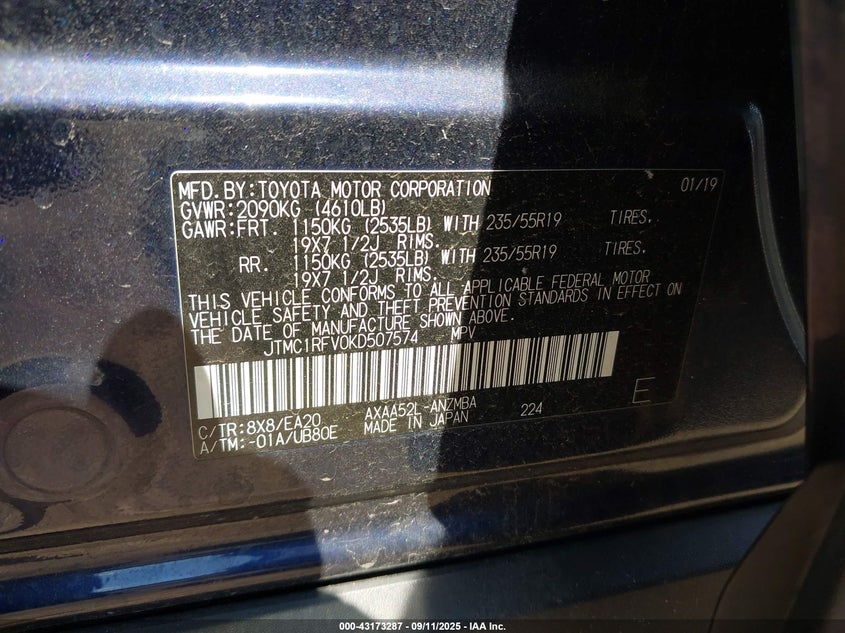 MFD. BY: TOYOTA MOTOR CORPORATION 01/19
GVWR: 2090KG (4610LB)
GAWR: FRT. 1150KG (2535LB) WITH 235/55R19 TIRES.
19X7 1/2J RIMS.
RR. 1150KG (2535LB) WITH 235/55R19 TIRES.
19X7 1/2J RIMS.
THIS VEHICLE CONFORMS TO ALL APPLICABLE FEDERAL MOTOR
VEHICLE SAFETY AND THEFT PREVENTION STANDARDS IN EFFECT ON
THE DATE OF MANUFACTURE SHOWN ABOVE.
JTMC1RFV0KD507574 MPV
C/TR: 8X8/EA20 AXAA52L-ANZMBA 224 E
A/TM: -01A/UB80E MADE IN JAPAN
000-43173287 - 09/11/2025 - IAA Inc.